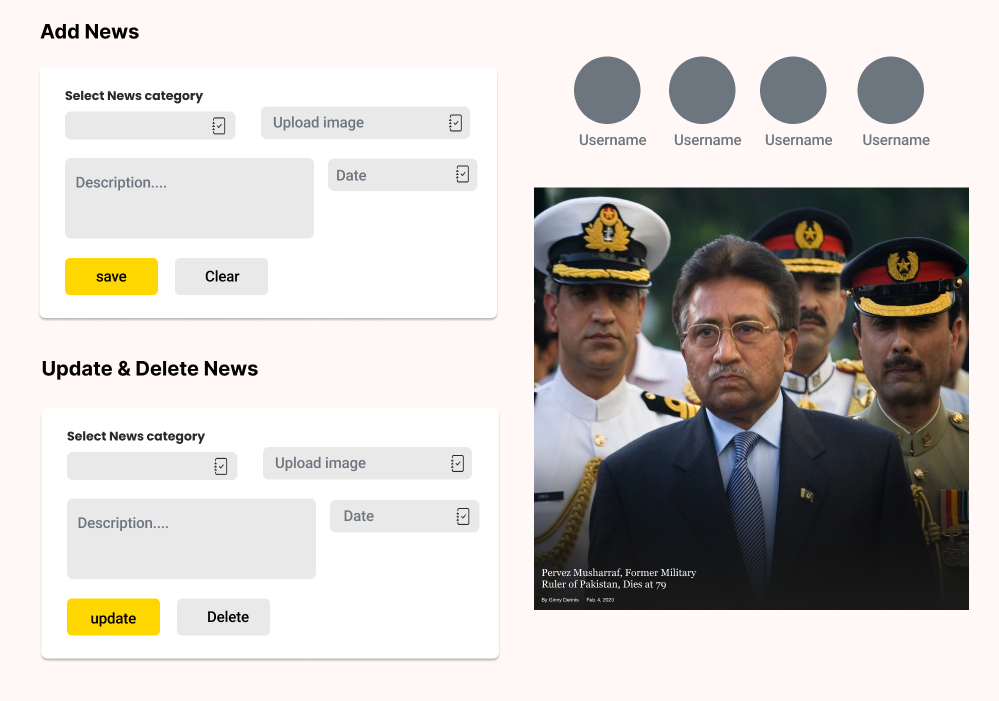 Add News
Select News category
Upload image
Description....
Date
save
Clear
Update & Delete News
Select News category
Upload image
Description....
Date
update
Delete
Username
Username
Username
Username
Pervez Musharraf, Former Military
Ruler of Pakistan, Dies at 79
By Ginny Dennis Feb. 4, 2023